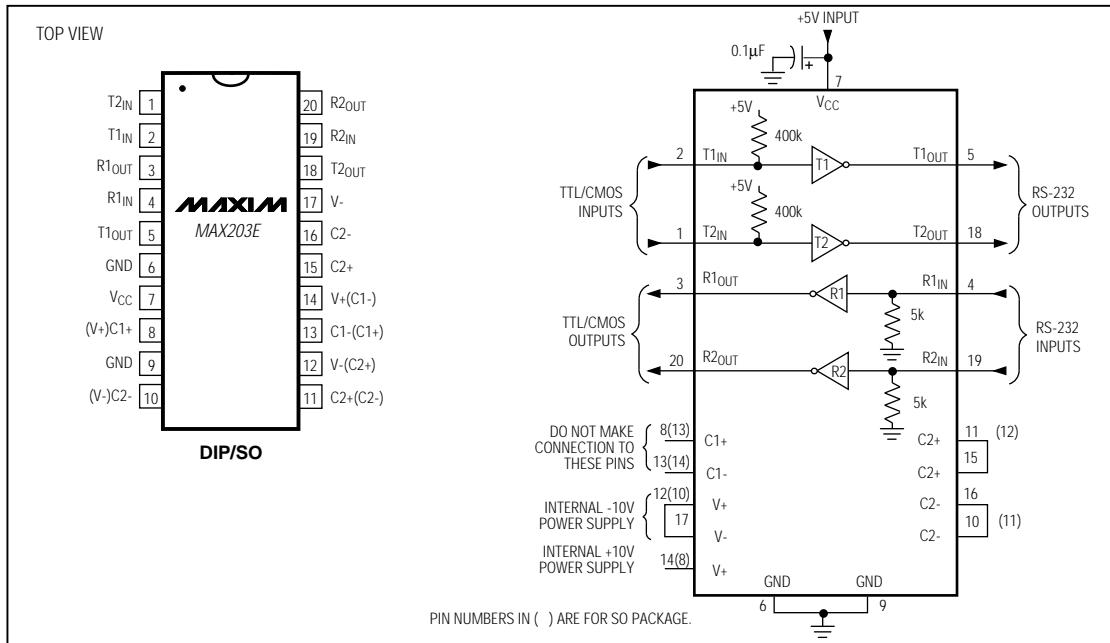 TOP VIEW
T2IN 1
T1IN 2
R1OUT 3
R1IN 4
T1OUT 5
GND 6
VCC 7
(V+)C1+ 8
GND 9
(V-)C2- 10
20 R2OUT
19 R2IN
18 T2OUT
17 V-
16 C2-
15 C2+
14 V+(C1-)
13 C1-(C1+)
12 V-(C2+)
11 C2+(C2-)
MAXIM
MAX203E
DIP/SO
+5V INPUT
0.1μF
+
7
VCC
+5V
400k
2 T1IN T1 T1OUT 5
+5V
400k
1 T2IN T2 T2OUT 18
TTL/CMOS
INPUTS
RS-232
OUTPUTS
3 R1OUT R1 R1IN 4
5k
20 R2OUT R2 R2IN 19
5k
TTL/CMOS
OUTPUTS
RS-232
INPUTS
DO NOT MAKE
CONNECTION TO
THESE PINS
8(13) C1+
13(14) C1-
INTERNAL -10V
POWER SUPPLY
12(10) V+
17
V-
INTERNAL +10V
POWER SUPPLY
14(8) V+
C2+ 11 (12)
15
C2+
C2- 16
10 (11)
C2-
GND GND
6 9
PIN NUMBERS IN ( ) ARE FOR SO PACKAGE.